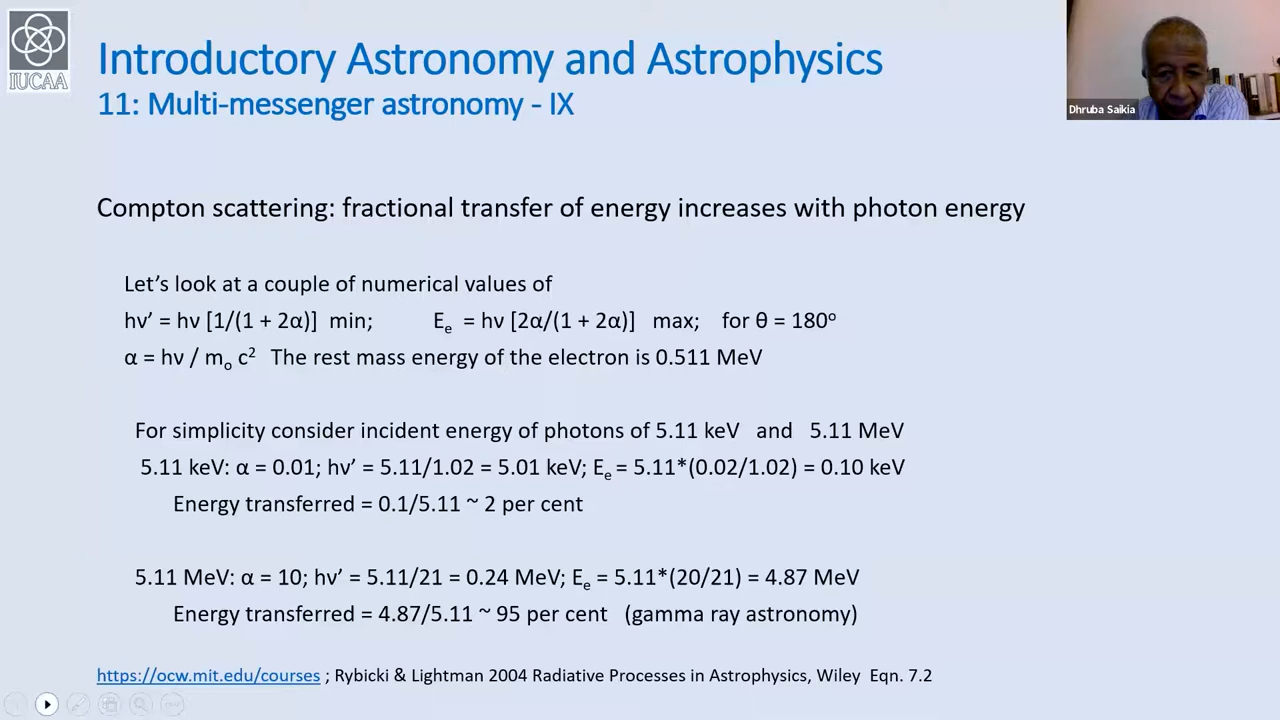 IUCAA
Introductory Astronomy and Astrophysics
11: Multi-messenger astronomy - IX
Dhruba Saikia
Compton scattering: fractional transfer of energy increases with photon energy
Let’s look at a couple of numerical values of
hν’ = hν [1/(1 + 2α)] min; Eₑ = hν [2α/(1 + 2α)] max; for θ = 180º
α = hν / mₒ c² The rest mass energy of the electron is 0.511 MeV
For simplicity consider incident energy of photons of 5.11 keV and 5.11 MeV
5.11 keV: α = 0.01; hν’ = 5.11/1.02 = 5.01 keV; Eₑ = 5.11*(0.02/1.02) = 0.10 keV
Energy transferred = 0.1/5.11 ~ 2 per cent
5.11 MeV: α = 10; hν’ = 5.11/21 = 0.24 MeV; Eₑ = 5.11*(20/21) = 4.87 MeV
Energy transferred = 4.87/5.11 ~ 95 per cent (gamma ray astronomy)
https://ocw.mit.edu/courses ; Rybicki & Lightman 2004 Radiative Processes in Astrophysics, Wiley Eqn. 7.2